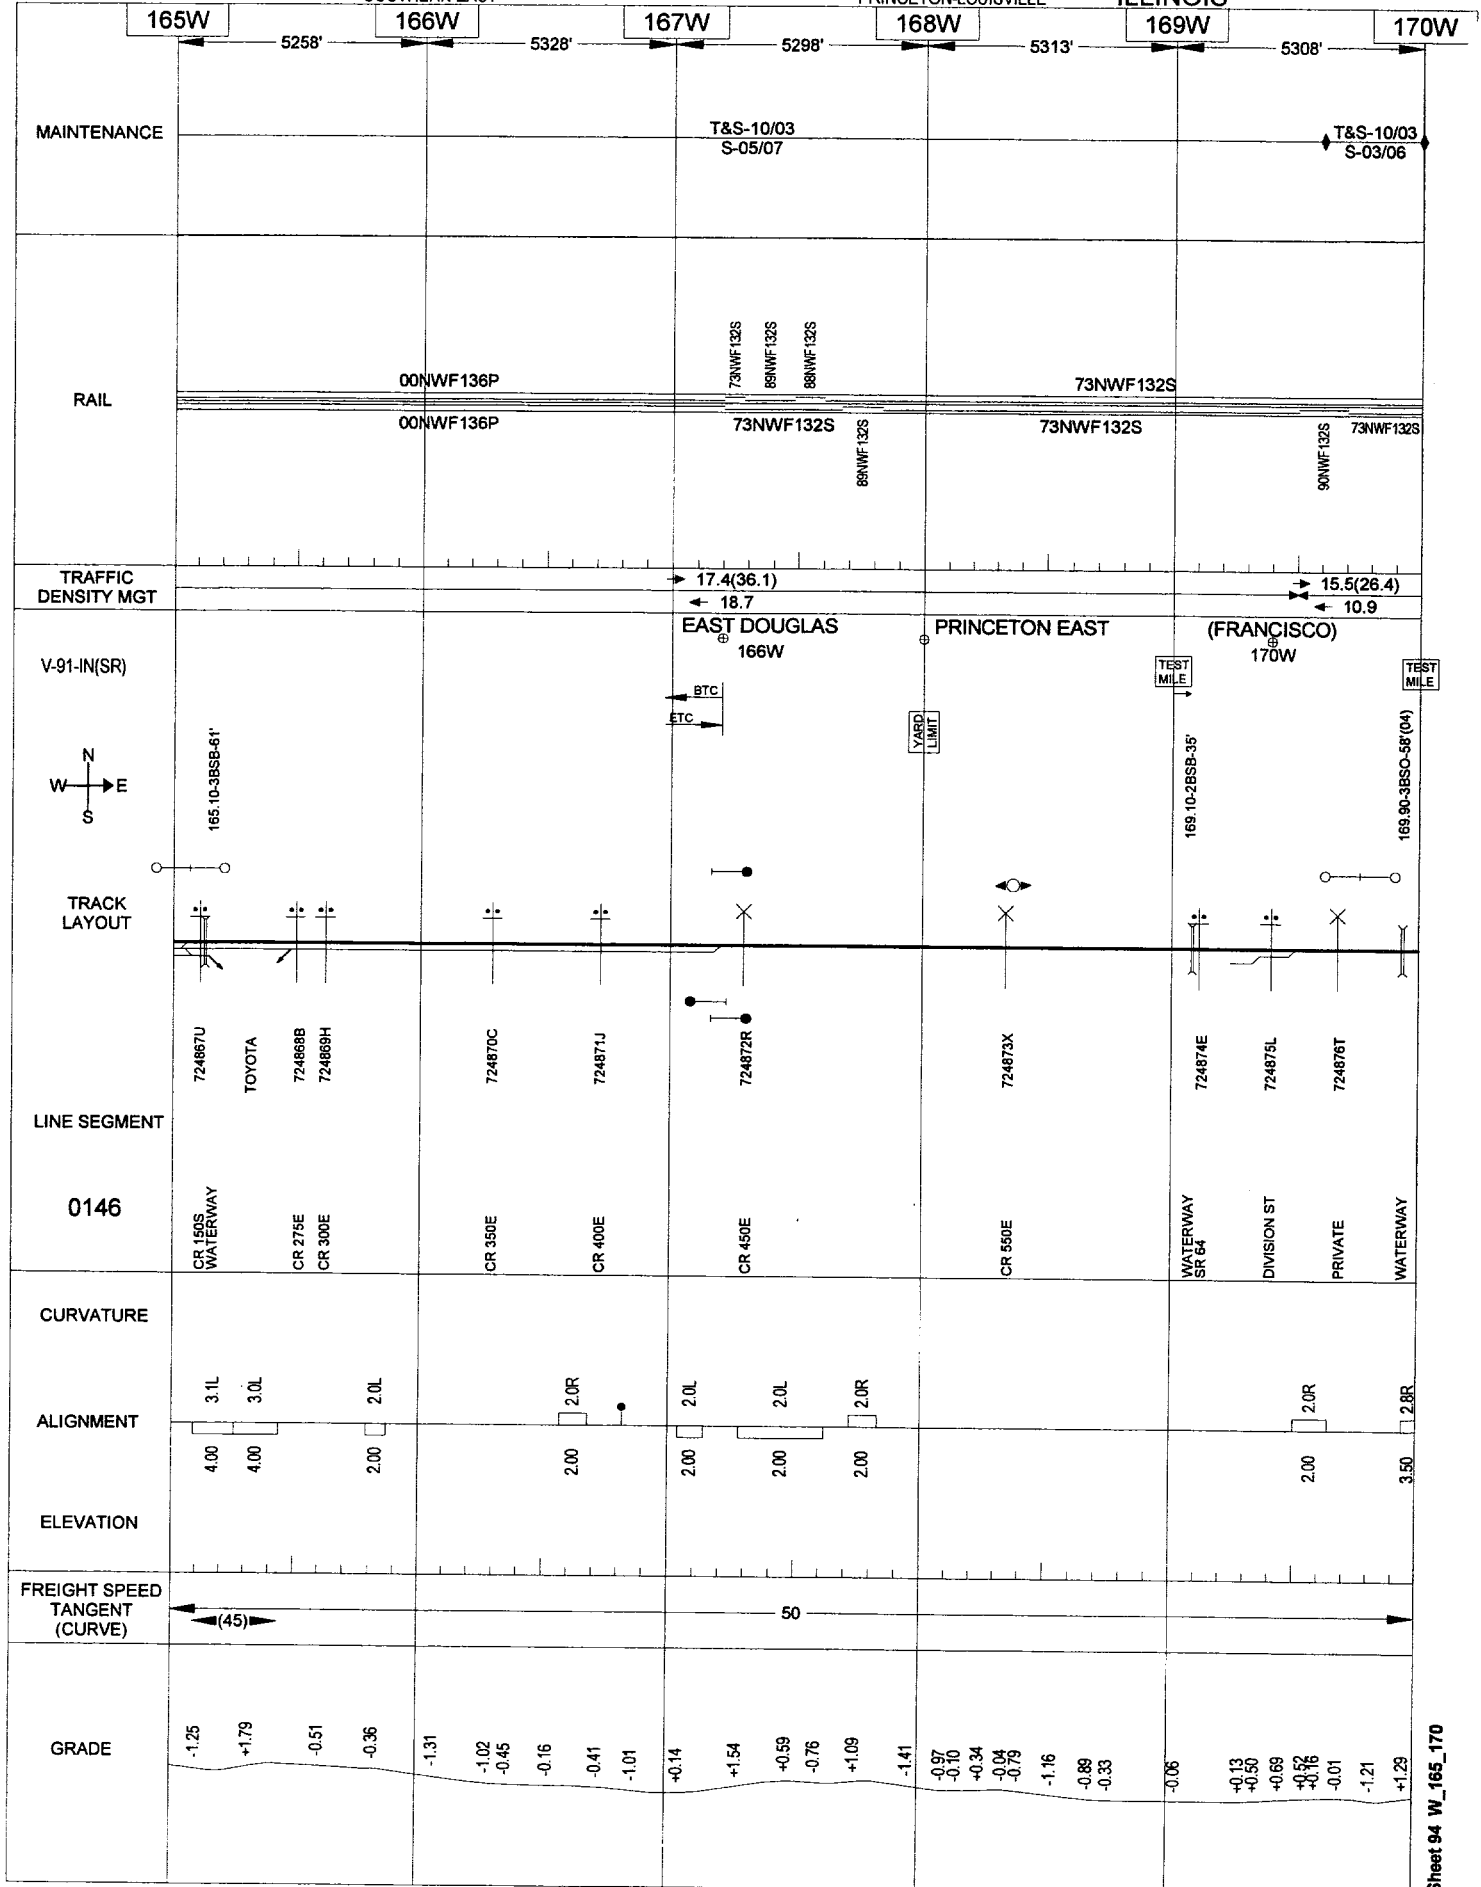 ILLINOIS
165W 166W 167W 168W 169W 170W
5258' 5328' 5298' 5313' 5308'
MAINTENANCE
T&S-10/03
S-05/07
T&S-10/03
S-03/06
RAIL
73NWF132S
89NWF132S
88NWF132S
00NWF136P
73NWF132S
00NWF136P
73NWF132S
73NWF132S
73NWF132S
89NWF132S
90NWF132S
TRAFFIC
DENSITY MGT
17.4(36.1)
18.7
15.5(26.4)
10.9
EAST DOUGLAS
166W
PRINCETON EAST
(FRANCISCO)
170W
V-91-IN(SR)
TEST
MILE
TEST
MILE
BTC
ETC
YARD
LIMIT
N
W E
S
165.10-3BSB-61'
169.10-2BSB-35'
169.90-3BSO-58'(04)
TRACK
LAYOUT
724867U
TOYOTA
724868B
724869H
724870C
724871J
724872R
724873X
724874E
724875L
724876T
LINE SEGMENT
0146
CR 150S
WATERWAY
CR 275E
CR 300E
CR 350E
CR 400E
CR 450E
CR 550E
WATERWAY
SR 64
DIVISION ST
PRIVATE
WATERWAY
CURVATURE
3.1L 3.0L 2.0L 2.0R 2.0L 2.0L 2.0R 2.0R 2.8R
ALIGNMENT
4.00 4.00 2.00 2.00 2.00 2.00 2.00 2.00 3.50
ELEVATION
FREIGHT SPEED
TANGENT
(CURVE)
(45)
50
GRADE
-1.25 +1.79 -0.51 -0.36 -1.31 -1.02 -0.45 -0.16 -0.41 -1.01 +0.14 +1.54 +0.59 -0.76 +1.09 -1.41 -0.97 -0.10 +0.34 -0.04 -0.79 -1.16 -0.89 -0.33 -0.06 +0.13 +0.50 +0.69 +0.52 +0.16 -0.01 -1.21 +1.29
Sheet 94 W_165_170